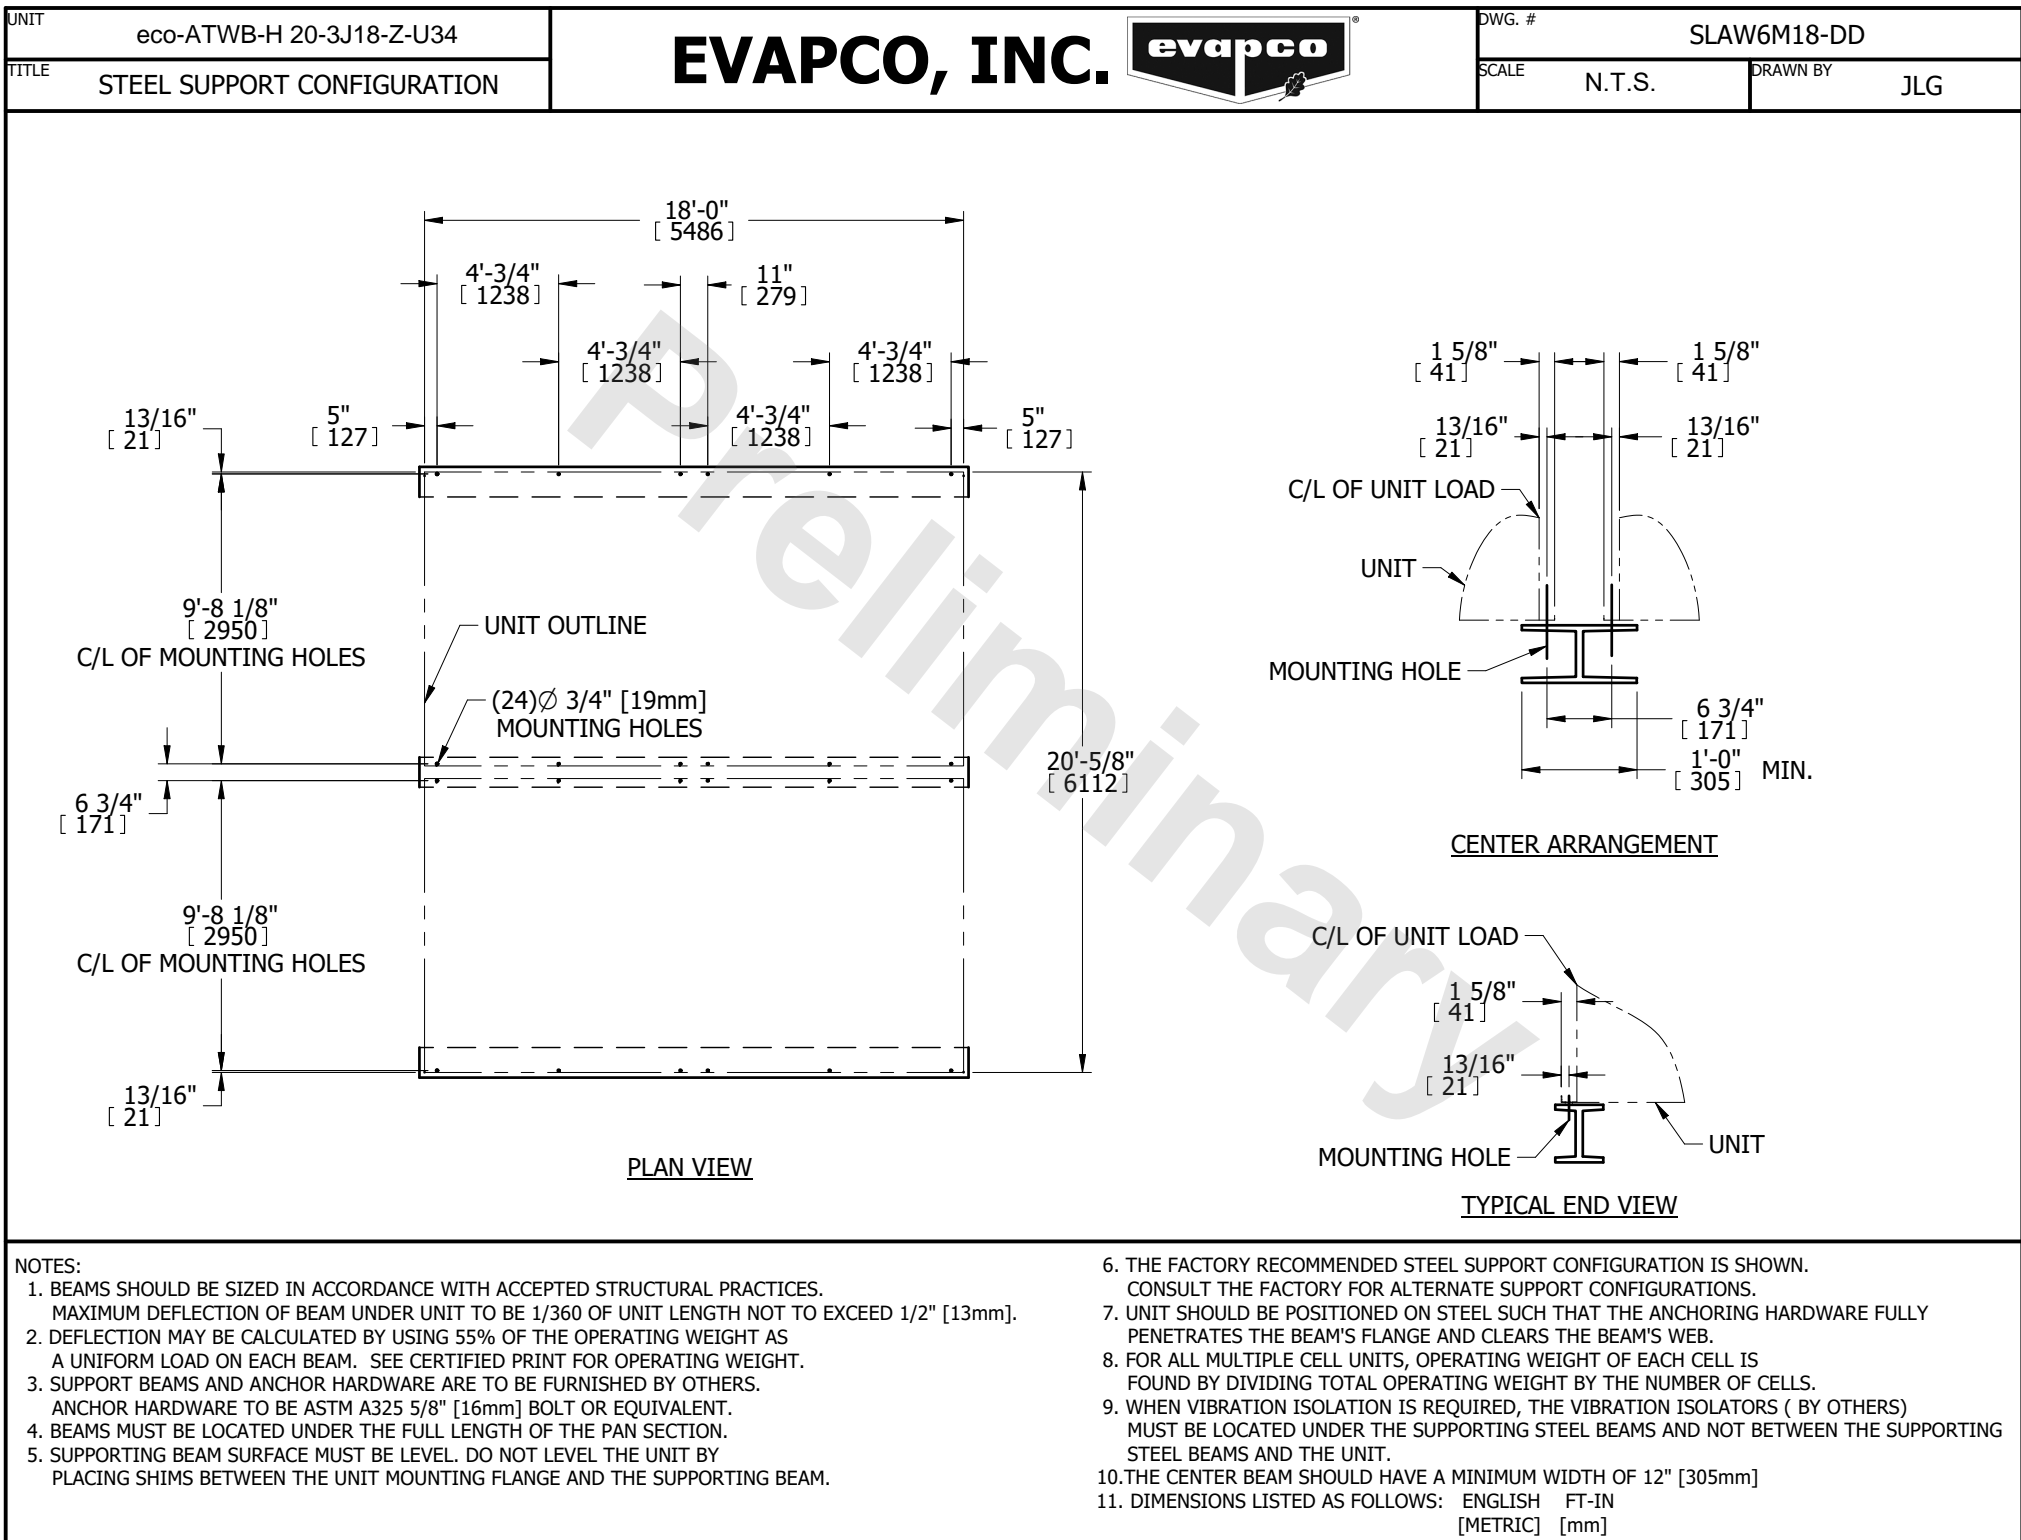 UNIT
eco-ATWB-H 20-3J18-Z-U34
TITLE
STEEL SUPPORT CONFIGURATION
EVAPCO, INC.
evapco
®
DWG. #
SLAW6M18-DD
SCALE
N.T.S.
DRAWN BY
JLG
18'-0"
[ 5486 ]
4'-3/4"
[ 1238 ]
11"
[ 279 ]
4'-3/4"
[ 1238 ]
4'-3/4"
[ 1238 ]
13/16"
[ 21 ]
5"
[ 127 ]
4'-3/4"
[ 1238 ]
5"
[ 127 ]
9'-8 1/8"
[ 2950 ]
C/L OF MOUNTING HOLES
UNIT OUTLINE
(24)∅ 3/4" [19mm]
MOUNTING HOLES
6 3/4"
[ 171 ]
20'-5/8"
[ 6112 ]
9'-8 1/8"
[ 2950 ]
C/L OF MOUNTING HOLES
13/16"
[ 21 ]
PLAN VIEW
Preliminary
1 5/8"
[ 41 ]
1 5/8"
[ 41 ]
13/16"
[ 21 ]
13/16"
[ 21 ]
C/L OF UNIT LOAD
UNIT
MOUNTING HOLE
6 3/4"
[ 171 ]
1'-0"
[ 305 ]
MIN.
CENTER ARRANGEMENT
C/L OF UNIT LOAD
1 5/8"
[ 41 ]
13/16"
[ 21 ]
MOUNTING HOLE
UNIT
TYPICAL END VIEW
NOTES:
1. BEAMS SHOULD BE SIZED IN ACCORDANCE WITH ACCEPTED STRUCTURAL PRACTICES.
MAXIMUM DEFLECTION OF BEAM UNDER UNIT TO BE 1/360 OF UNIT LENGTH NOT TO EXCEED 1/2" [13mm].
2. DEFLECTION MAY BE CALCULATED BY USING 55% OF THE OPERATING WEIGHT AS
A UNIFORM LOAD ON EACH BEAM. SEE CERTIFIED PRINT FOR OPERATING WEIGHT.
3. SUPPORT BEAMS AND ANCHOR HARDWARE ARE TO BE FURNISHED BY OTHERS.
ANCHOR HARDWARE TO BE ASTM A325 5/8" [16mm] BOLT OR EQUIVALENT.
4. BEAMS MUST BE LOCATED UNDER THE FULL LENGTH OF THE PAN SECTION.
5. SUPPORTING BEAM SURFACE MUST BE LEVEL. DO NOT LEVEL THE UNIT BY
PLACING SHIMS BETWEEN THE UNIT MOUNTING FLANGE AND THE SUPPORTING BEAM.
6. THE FACTORY RECOMMENDED STEEL SUPPORT CONFIGURATION IS SHOWN.
CONSULT THE FACTORY FOR ALTERNATE SUPPORT CONFIGURATIONS.
7. UNIT SHOULD BE POSITIONED ON STEEL SUCH THAT THE ANCHORING HARDWARE FULLY
PENETRATES THE BEAM'S FLANGE AND CLEARS THE BEAM'S WEB.
8. FOR ALL MULTIPLE CELL UNITS, OPERATING WEIGHT OF EACH CELL IS
FOUND BY DIVIDING TOTAL OPERATING WEIGHT BY THE NUMBER OF CELLS.
9. WHEN VIBRATION ISOLATION IS REQUIRED, THE VIBRATION ISOLATORS ( BY OTHERS)
MUST BE LOCATED UNDER THE SUPPORTING STEEL BEAMS AND NOT BETWEEN THE SUPPORTING
STEEL BEAMS AND THE UNIT.
10.THE CENTER BEAM SHOULD HAVE A MINIMUM WIDTH OF 12" [305mm]
11. DIMENSIONS LISTED AS FOLLOWS: ENGLISH FT-IN
[METRIC] [mm]